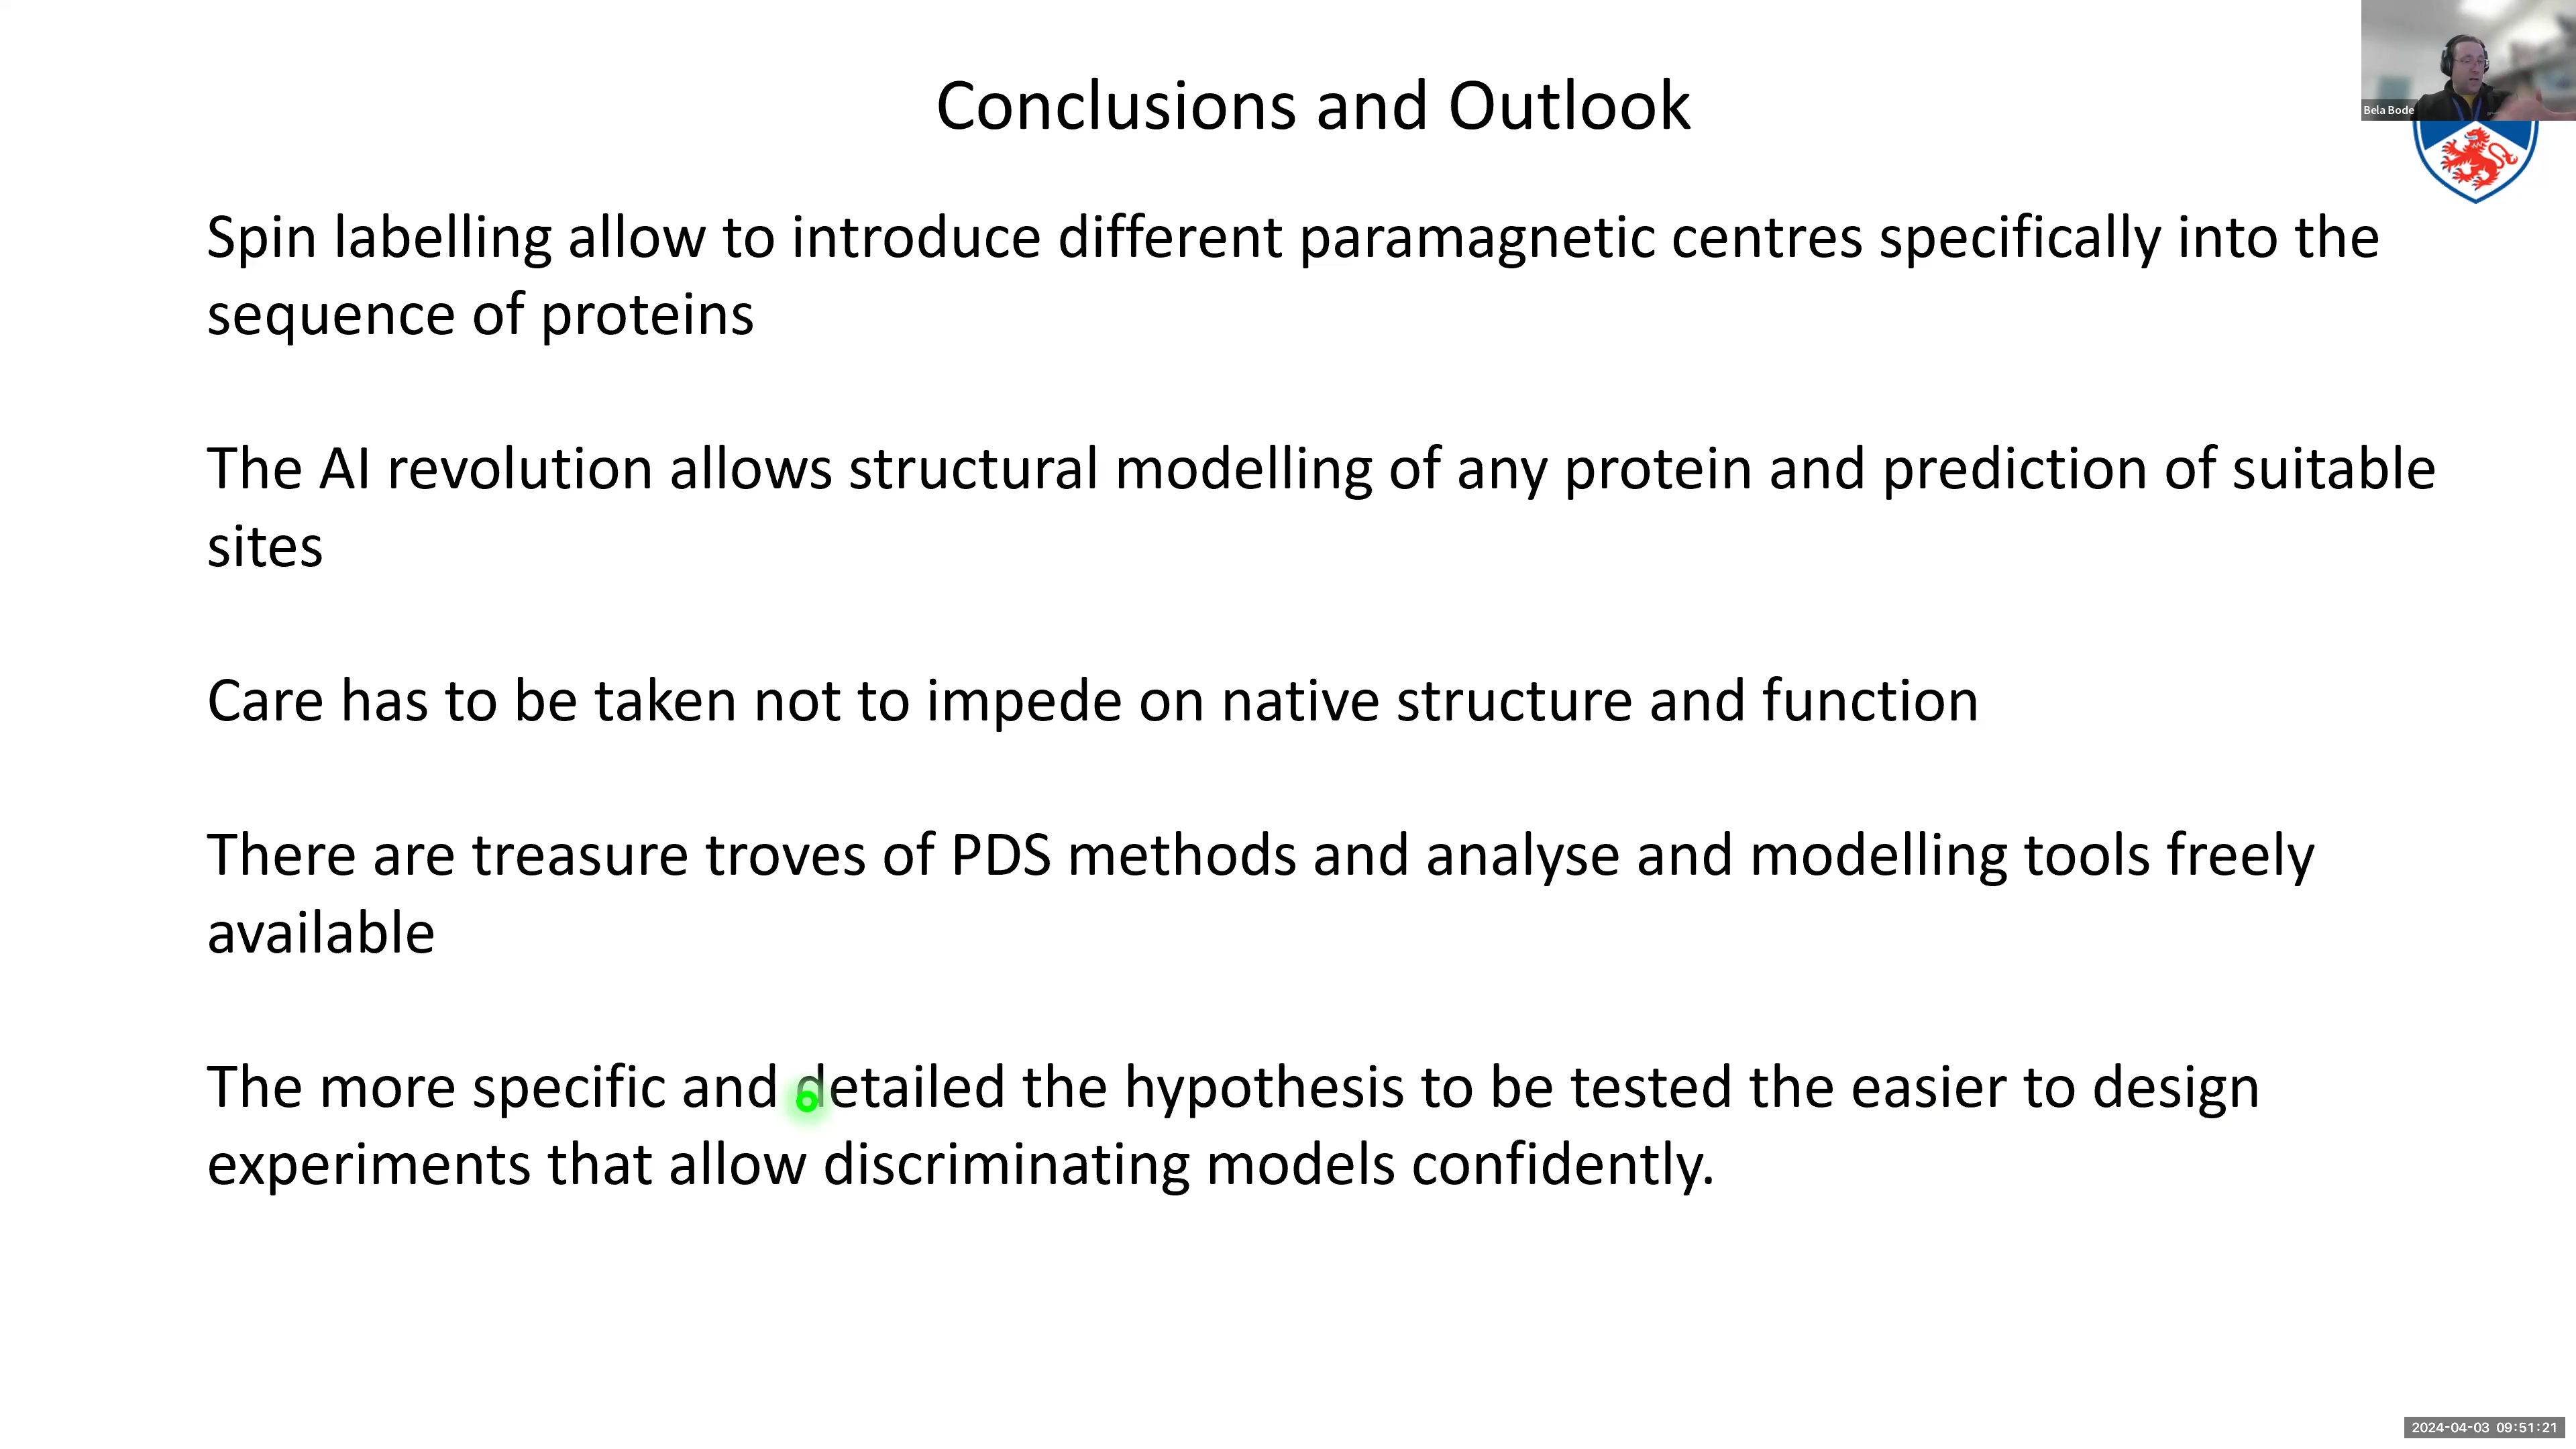 Conclusions and Outlook
Bela Bode
Spin labelling allow to introduce different paramagnetic centres specifically into the
sequence of proteins
The AI revolution allows structural modelling of any protein and prediction of suitable
sites
Care has to be taken not to impede on native structure and function
There are treasure troves of PDS methods and analyse and modelling tools freely
available
The more specific and detailed the hypothesis to be tested the easier to design
experiments that allow discriminating models confidently.
2024-04-03 09:51:21